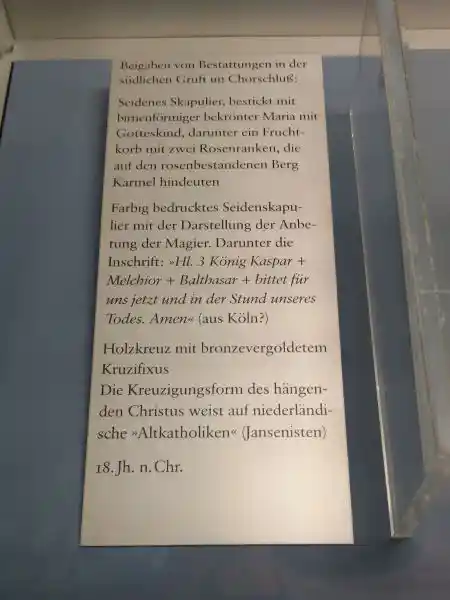 Beigaben von Bestattungen in der
südlichen Gruft im Chorschluß:
Seidenes Skapulier, bestickt mit
birnenförmiger bekrönter Maria mit
Gotteskind, darunter ein Frucht-
korb mit zwei Rosenranken, die
auf den rosenbestandenen Berg
Karmel hindeuten
Farbig bedrucktes Seidenskapu-
lier mit der Darstellung der Anbe-
tung der Magier. Darunter die
Inschrift: »Hl. 3 König Kaspar +
Melchior + Balthasar + bittet für
uns jetzt und in der Stund unseres
Todes. Amen« (aus Köln?)
Holzkreuz mit bronzevergoldetem
Kruzifixus
Die Kreuzigungsform des hängen-
den Christus weist auf niederländi-
sche »Altkatholiken« (Jansenisten)
18. Jh. n. Chr.